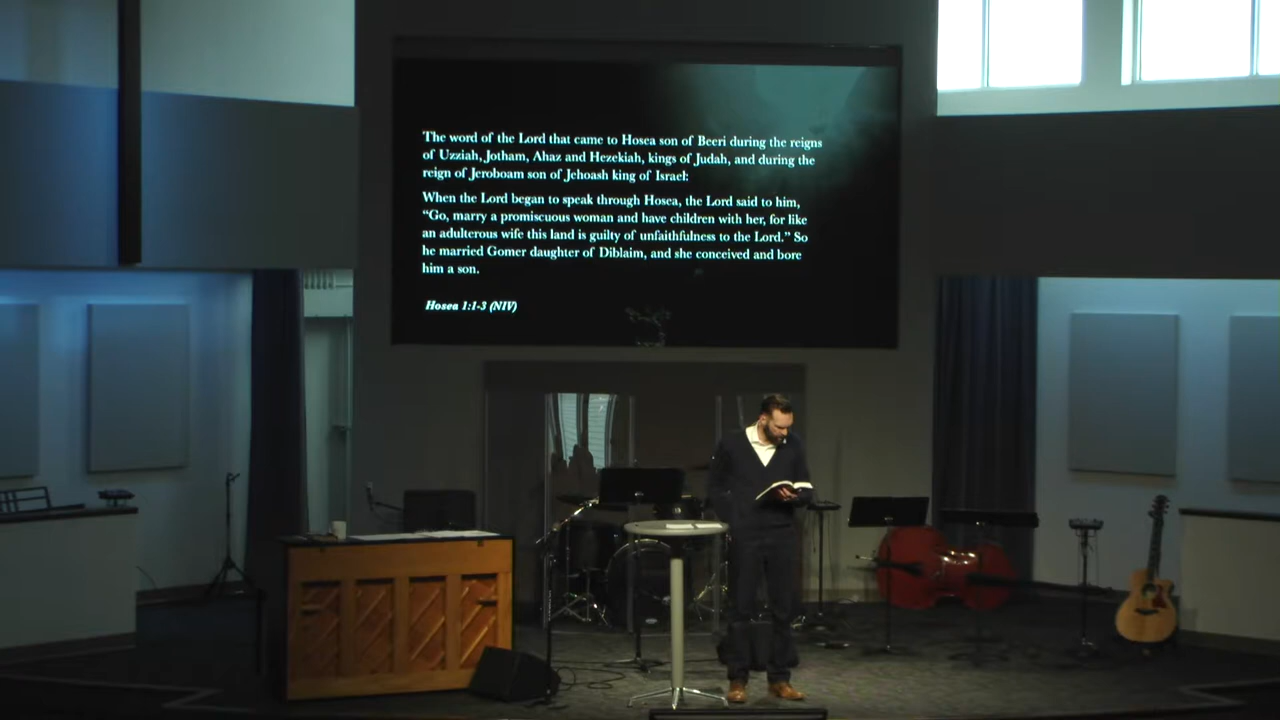 The word of the Lord that came to Hosea son of Beeri during the reigns
of Uzziah, Jotham, Ahaz and Hezekiah, kings of Judah, and during the
reign of Jeroboam son of Jehoash king of Israel:
When the Lord began to speak through Hosea, the Lord said to him,
“Go, marry a promiscuous woman and have children with her, for like
an adulterous wife this land is guilty of unfaithfulness to the Lord.” So
he married Gomer daughter of Diblaim, and she conceived and bore
him a son.
Hosea 1:1-3 (NIV)